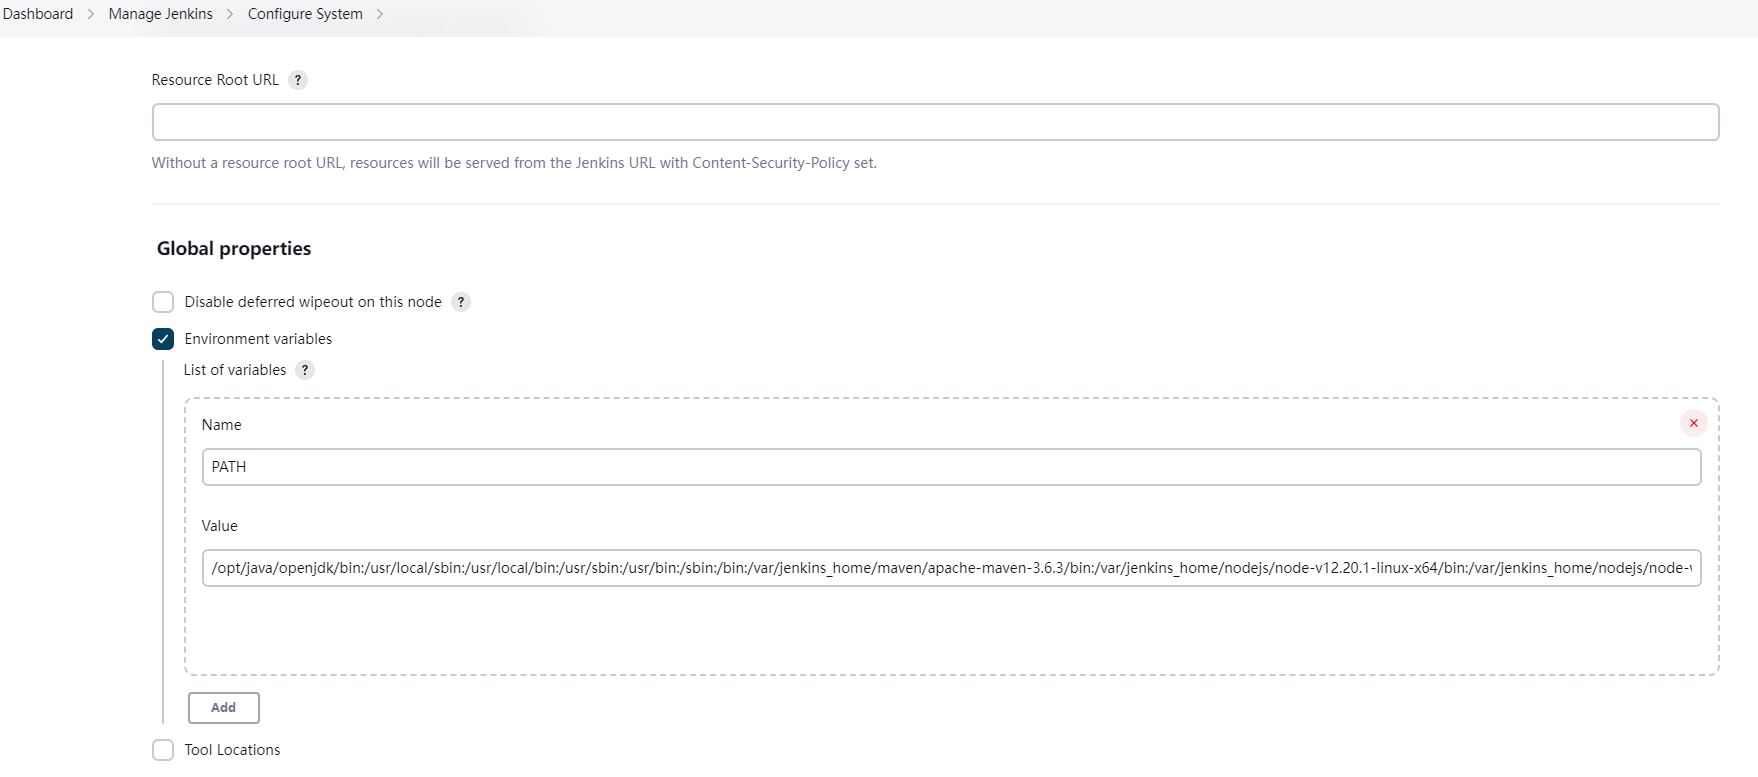 Dashboard > Manage Jenkins > Configure System >
Resource Root URL ?
Without a resource root URL, resources will be served from the Jenkins URL with Content-Security-Policy set.
Global properties
Disable deferred wipeout on this node ?
Environment variables
List of variables ?
Name
PATH
Value
/opt/java/openjdk/bin:/usr/local/sbin:/usr/local/bin:/usr/sbin:/usr/bin:/sbin:/bin:/var/jenkins_home/maven/apache-maven-3.6.3/bin:/var/jenkins_home/nodejs/node-v12.20.1-linux-x64/bin:/var/jenkins_home/nodejs/node-
Add
Tool Locations